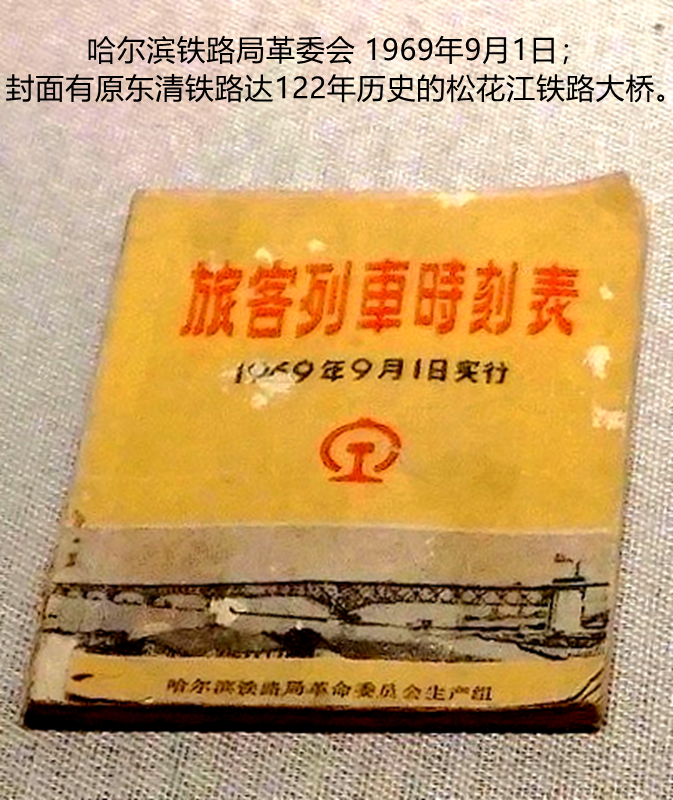 哈尔滨铁路局革委会 1969年9月1日；
封面有原东清铁路达122年历史的松花江铁路大桥。
旅客列車時刻表
1969年9月1日实行
哈尔滨铁路局革命委员会生产组